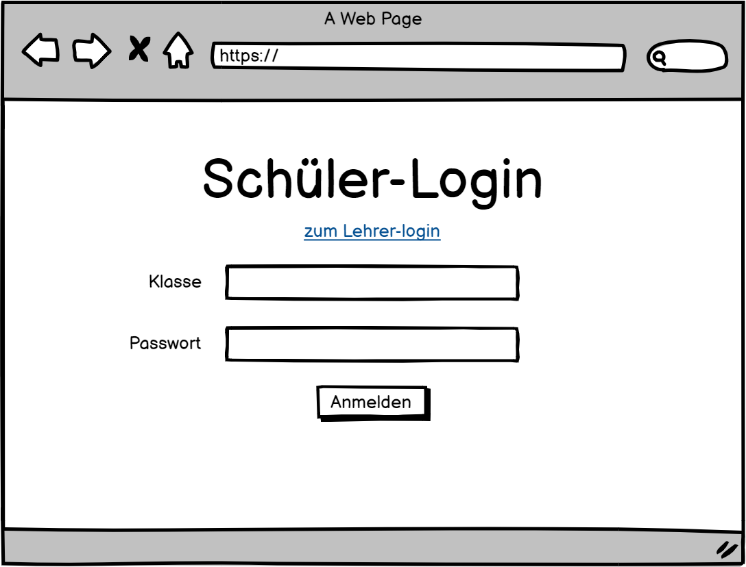 A Web Page
https://
Schüler-Login
zum Lehrer-login
Klasse
Passwort
Anmelden